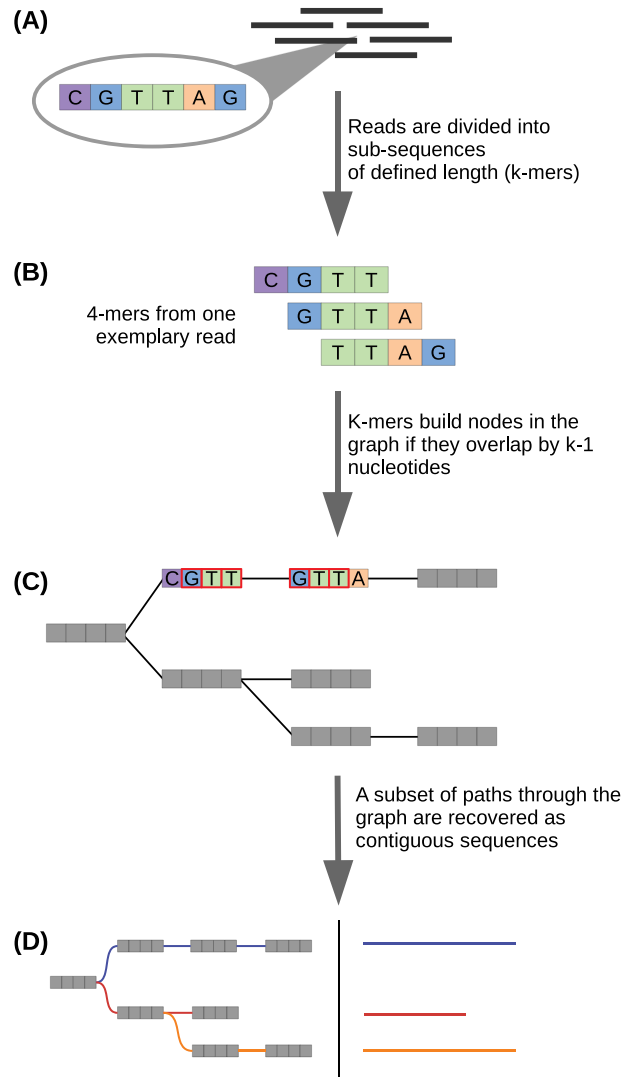 (A)
C G T T A G
Reads are divided into
sub-sequences
of defined length (k-mers)
(B)
C G T T
4-mers from one
exemplary read
G T T A
T T A G
K-mers build nodes in the
graph if they overlap by k-1
nucleotides
(C)
C G T T G T T A
A subset of paths through the
graph are recovered as
contiguous sequences
(D)